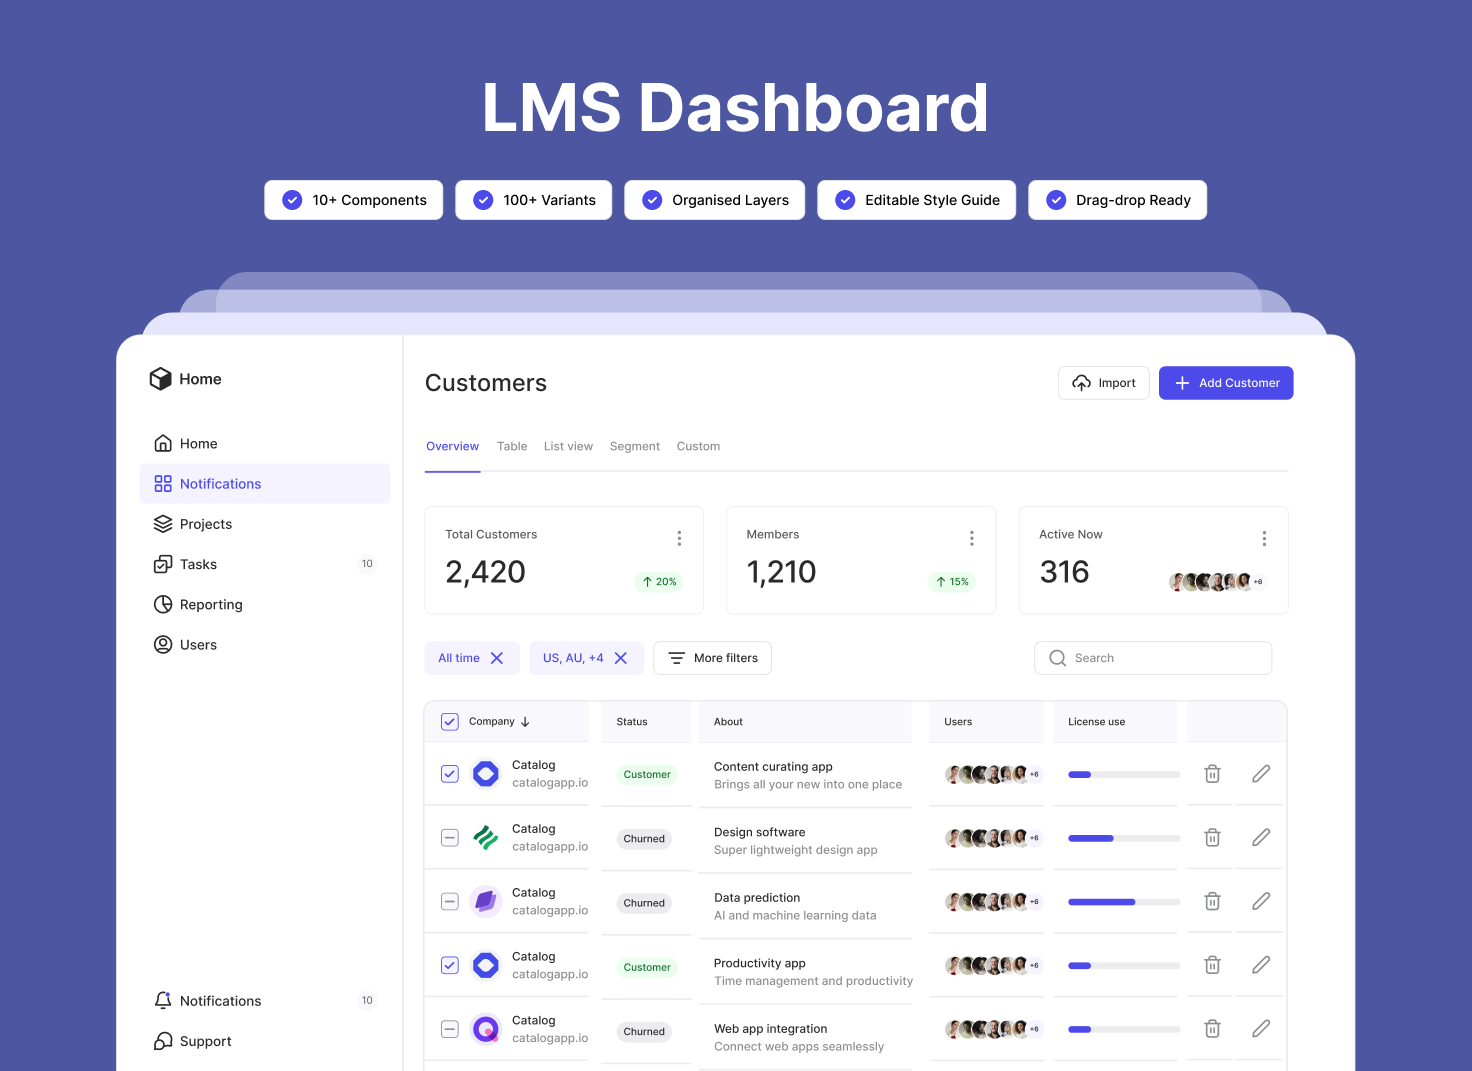 LMS Dashboard
10+ Components
100+ Variants
Organised Layers
Editable Style Guide
Drag-drop Ready
Home
Home
Notifications
Projects
Tasks 10
Reporting
Users
Notifications 10
Support
Customers
Import
Add Customer
Overview Table List view Segment Custom
Total Customers
2,420
20%
Members
1,210
15%
Active Now
316
+6
All time
US, AU, +4
More filters
Search
Company Status About Users License use
Catalog
catalogapp.io
Customer
Content curating app
Brings all your new into one place
+6
Catalog
catalogapp.io
Churned
Design software
Super lightweight design app
+6
Catalog
catalogapp.io
Churned
Data prediction
AI and machine learning data
+6
Catalog
catalogapp.io
Customer
Productivity app
Time management and productivity
+6
Catalog
catalogapp.io
Churned
Web app integration
Connect web apps seamlessly
+6